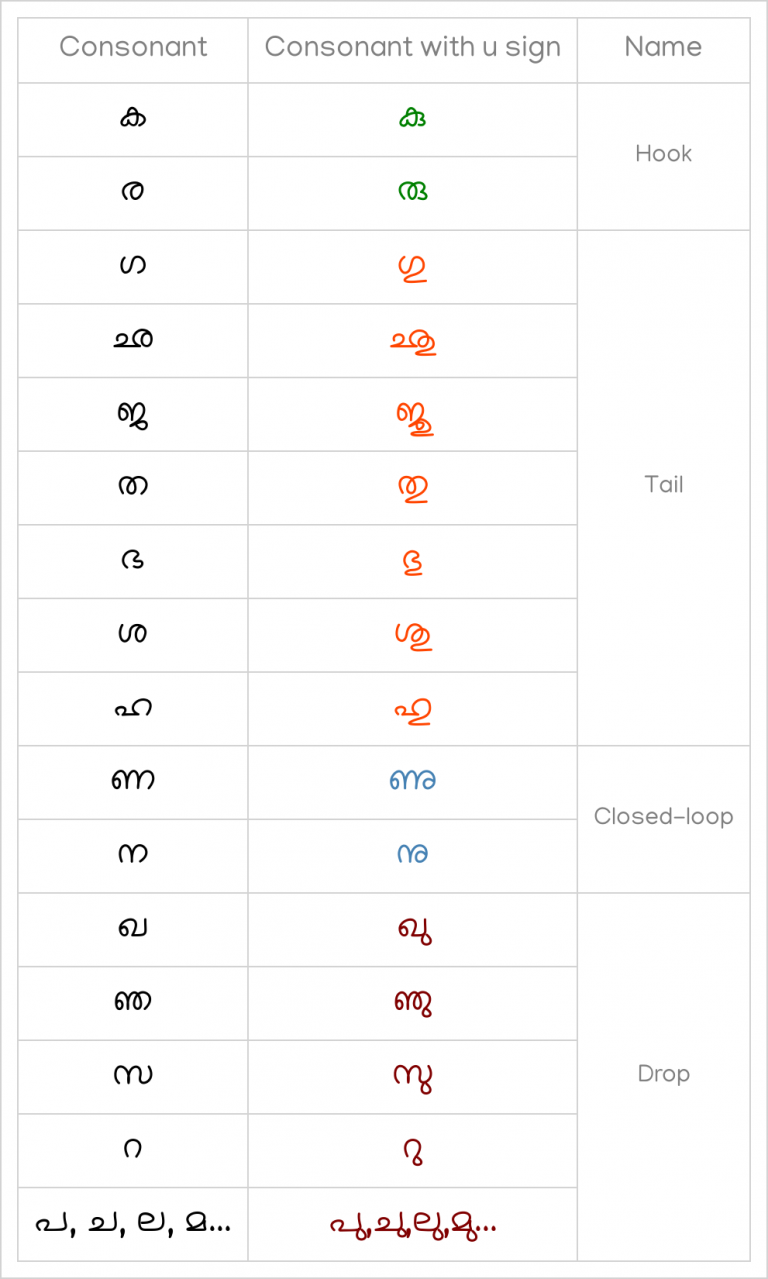 Consonant Consonant with u sign Name
ക കു Hook
ര രു
ഗ ഗു Tail
ഛ ഛു
ജ ജു
ത തു
ഭ ഭു
ശ ശു
ഹ ഹു
ണ ണു Closed-loop
ന നു
ഖ ഖു Drop
ഞ ഞു
സ സു
റ റു
പ, ച, ല, മ... പു,ചു,ലു,മു...